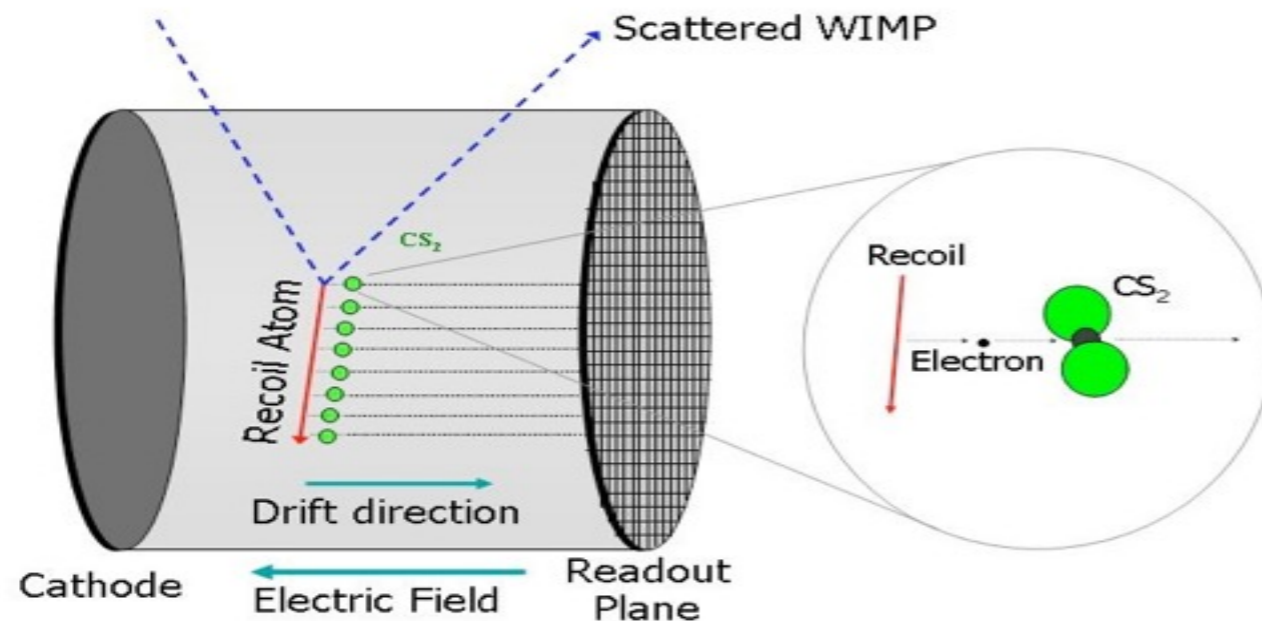 Scattered WIMP
CS₂
Recoil Atom
Drift direction
Cathode
Electric Field
Readout
Plane
Recoil
CS₂
Electron